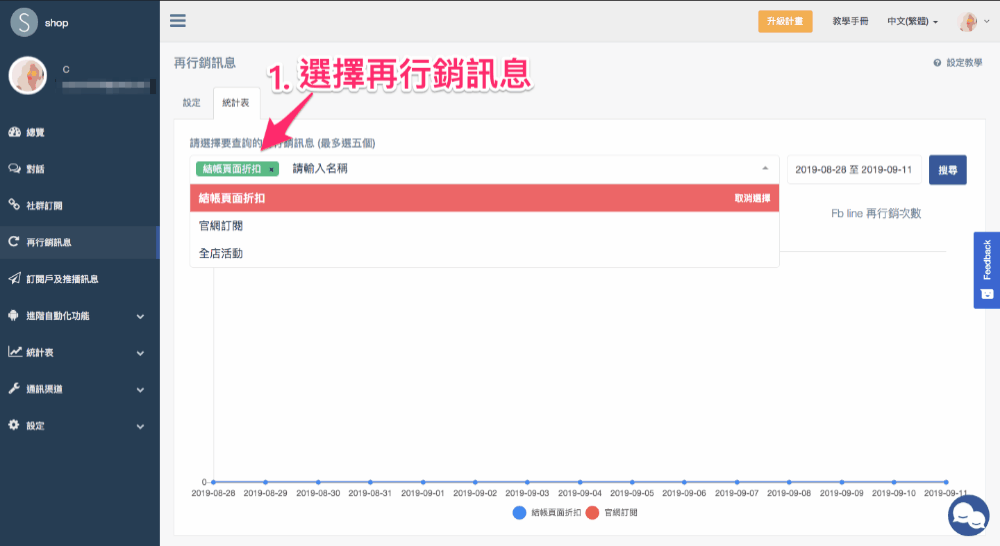 S shop
升級計畫 教學手冊 中文(繁體)
C
再行銷訊息
設定教學
1. 選擇再行銷訊息
設定 統計表
總覽
對話
社群訂閱
再行銷訊息
訂閱戶及推播訊息
進階自動化功能
統計表
通訊渠道
設定
請選擇要查詢的行銷訊息 (最多選五個)
結帳頁面折扣 × 請輸入名稱
2019-08-28 至 2019-09-11 搜尋
結帳頁面折扣 取消選擇
官網訂閱
全店活動
Fb line 再行銷次數
Feedback
0
2019-08-28 2019-08-29 2019-08-30 2019-08-31 2019-09-01 2019-09-02 2019-09-03 2019-09-04 2019-09-05 2019-09-06 2019-09-07 2019-09-08 2019-09-09 2019-09-10 2019-09-11
結帳頁面折扣 官網訂閱